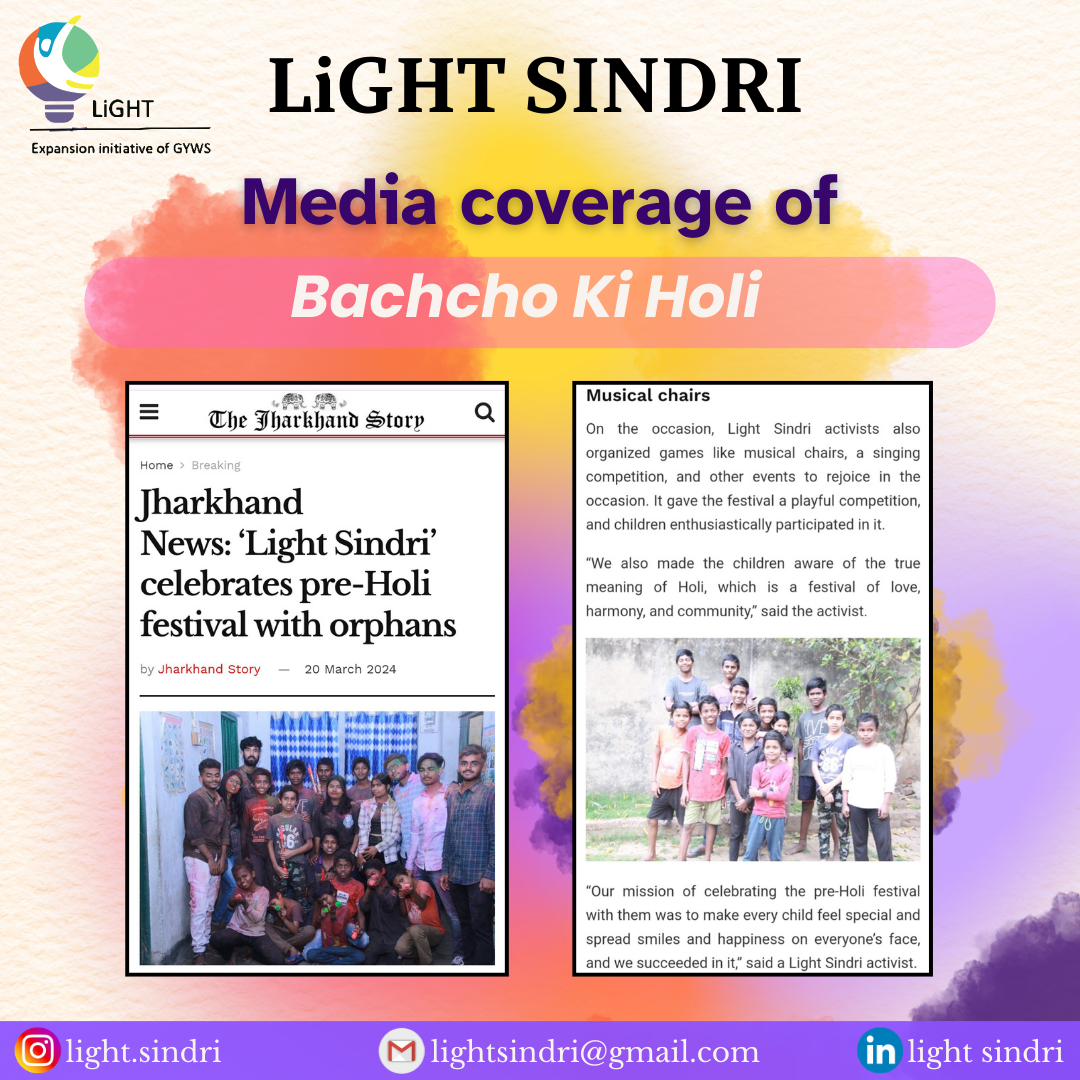 LiGHT
Expansion initiative of GYWS
LiGHT SINDRI
Media coverage of
Bachcho Ki Holi
The Jharkhand Story
Home > Breaking
Jharkhand
News: ‘Light Sindri’
celebrates pre-Holi
festival with orphans
by Jharkhand Story — 20 March 2024
Musical chairs
On the occasion, Light Sindri activists also
organized games like musical chairs, a singing
competition, and other events to rejoice in the
occasion. It gave the festival a playful competition,
and children enthusiastically participated in it.
“We also made the children aware of the true
meaning of Holi, which is a festival of love,
harmony, and community,” said the activist.
“Our mission of celebrating the pre-Holi festival
with them was to make every child feel special and
spread smiles and happiness on everyone’s face,
and we succeeded in it,” said a Light Sindri activist.
light.sindri
lightsindri@gmail.com
in light sindri